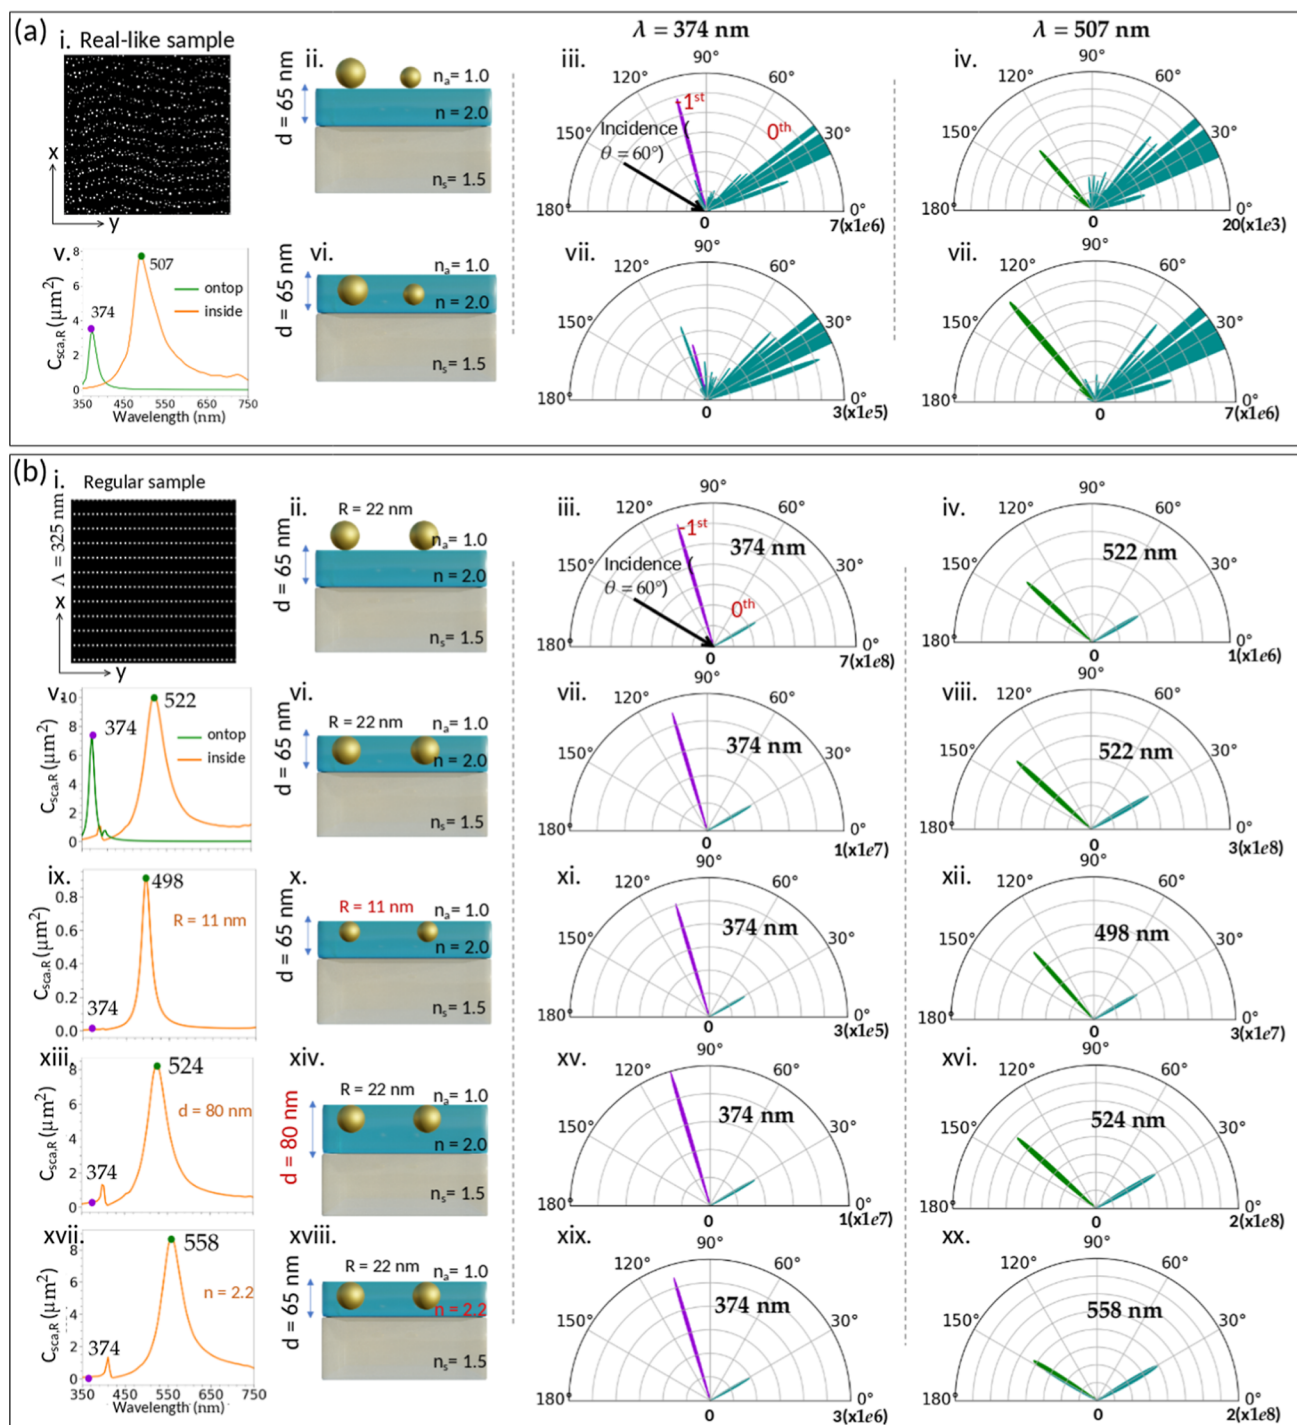 (a)
i. Real-like sample
x
y
ii.
d = 65 nm
nₐ= 1.0
n = 2.0
nₛ= 1.5
λ = 374 nm
iii.
90°
120°
60°
150°
30°
180°
0°
0
7(x1e6)
-1st
0th
Incidence (
θ = 60°)
λ = 507 nm
iv.
90°
120°
60°
150°
30°
180°
0°
0
20(x1e3)
v.
C_sca,R (μm²)
8
6
4
2
0
507
374
ontop
inside
350 450 550 650 750
Wavelength (nm)
vi.
d = 65 nm
nₐ= 1.0
n = 2.0
nₛ= 1.5
vii.
90°
120°
60°
150°
30°
180°
0°
0
3(x1e5)
vii.
90°
120°
60°
150°
30°
180°
0°
0
7(x1e6)
(b)
i. Regular sample
Λ = 325 nm
x
y
ii.
R = 22 nm
d = 65 nm
nₐ= 1.0
n = 2.0
nₛ= 1.5
iii.
90°
120°
60°
150°
30°
180°
0°
0
7(x1e8)
-1st
374 nm
Incidence (
θ = 60°)
0th
iv.
90°
120°
60°
150°
30°
180°
0°
0
1(x1e6)
522 nm
v.
C_sca,R (μm²)
10
8
6
4
2
0
522
374
ontop
inside
vi.
R = 22 nm
d = 65 nm
nₐ= 1.0
n = 2.0
nₛ= 1.5
vii.
90°
120°
60°
150°
30°
180°
0°
0
1(x1e7)
374 nm
viii.
90°
120°
60°
150°
30°
180°
0°
0
3(x1e8)
522 nm
ix.
C_sca,R (μm²)
0.8
0.6
0.4
0.2
0.0
498
R = 11 nm
374
x.
R = 11 nm
d = 65 nm
nₐ= 1.0
n = 2.0
nₛ= 1.5
xi.
90°
120°
60°
150°
30°
180°
0°
0
3(x1e5)
374 nm
xii.
90°
120°
60°
150°
30°
180°
0°
0
3(x1e7)
498 nm
xiii.
C_sca,R (μm²)
8
6
4
2
0
524
d = 80 nm
374
xiv.
R = 22 nm
d = 80 nm
nₐ= 1.0
n = 2.0
nₛ= 1.5
xv.
90°
120°
60°
150°
30°
180°
0°
0
1(x1e7)
374 nm
xvi.
90°
120°
60°
150°
30°
180°
0°
0
2(x1e8)
524 nm
xvii.
C_sca,R (μm²)
8
6
4
2
0
558
n = 2.2
374
350 450 550 650 750
Wavelength (nm)
xviii.
R = 22 nm
d = 65 nm
nₐ= 1.0
n = 2.2
nₛ= 1.5
xix.
90°
120°
60°
150°
30°
180°
0°
0
3(x1e6)
374 nm
xx.
90°
120°
60°
150°
30°
180°
0°
0
2(x1e8)
558 nm